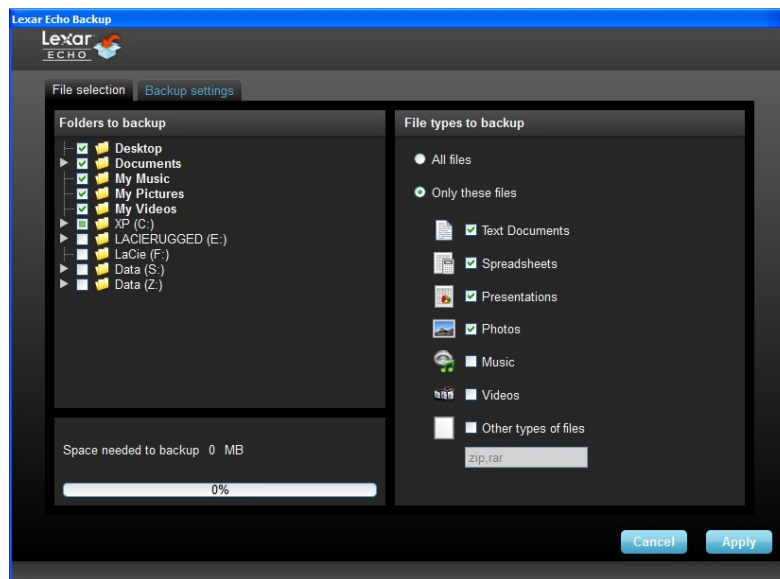 Lexar Echo Backup
Lexar
ECHO
File selection
Backup settings
Folders to backup
Desktop
Documents
My Music
My Pictures
My Videos
XP (C:)
LACIERUGGED (E:)
LaCie (F:)
Data (S:)
Data (Z:)
Space needed to backup 0 MB
0%
File types to backup
All files
Only these files
Text Documents
Spreadsheets
Presentations
Photos
Music
Videos
Other types of files
zip,rar
Cancel
Apply